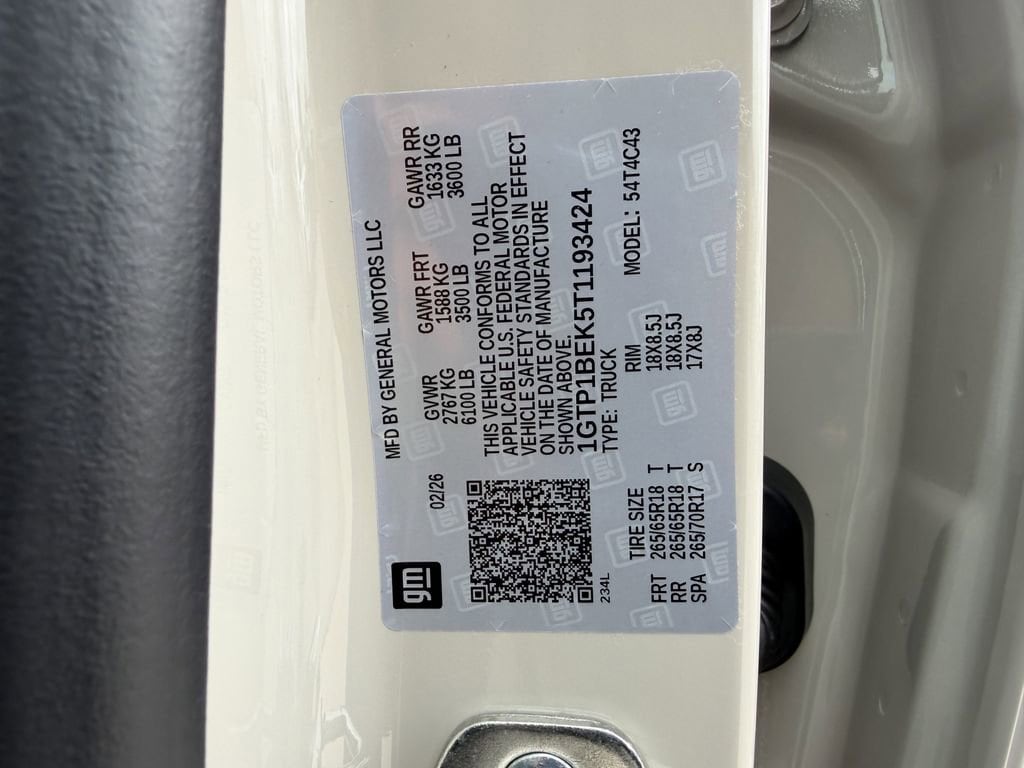 gm
MFD BY GENERAL MOTORS LLC
02/26
GVWR GAWR FRT GAWR RR
2767 KG 1588 KG 1633 KG
6100 LB 3500 LB 3600 LB
THIS VEHICLE CONFORMS TO ALL
APPLICABLE U.S. FEDERAL MOTOR
VEHICLE SAFETY STANDARDS IN EFFECT
ON THE DATE OF MANUFACTURE
SHOWN ABOVE.
1GTP1BEK5T1193424
234L
TYPE: TRUCK
TIRE SIZE RIM MODEL: 54T4C43
FRT 265/65R18 T 18X8.5J
RR 265/65R18 T 18X8.5J
SPA 265/70R17 S 17X8J